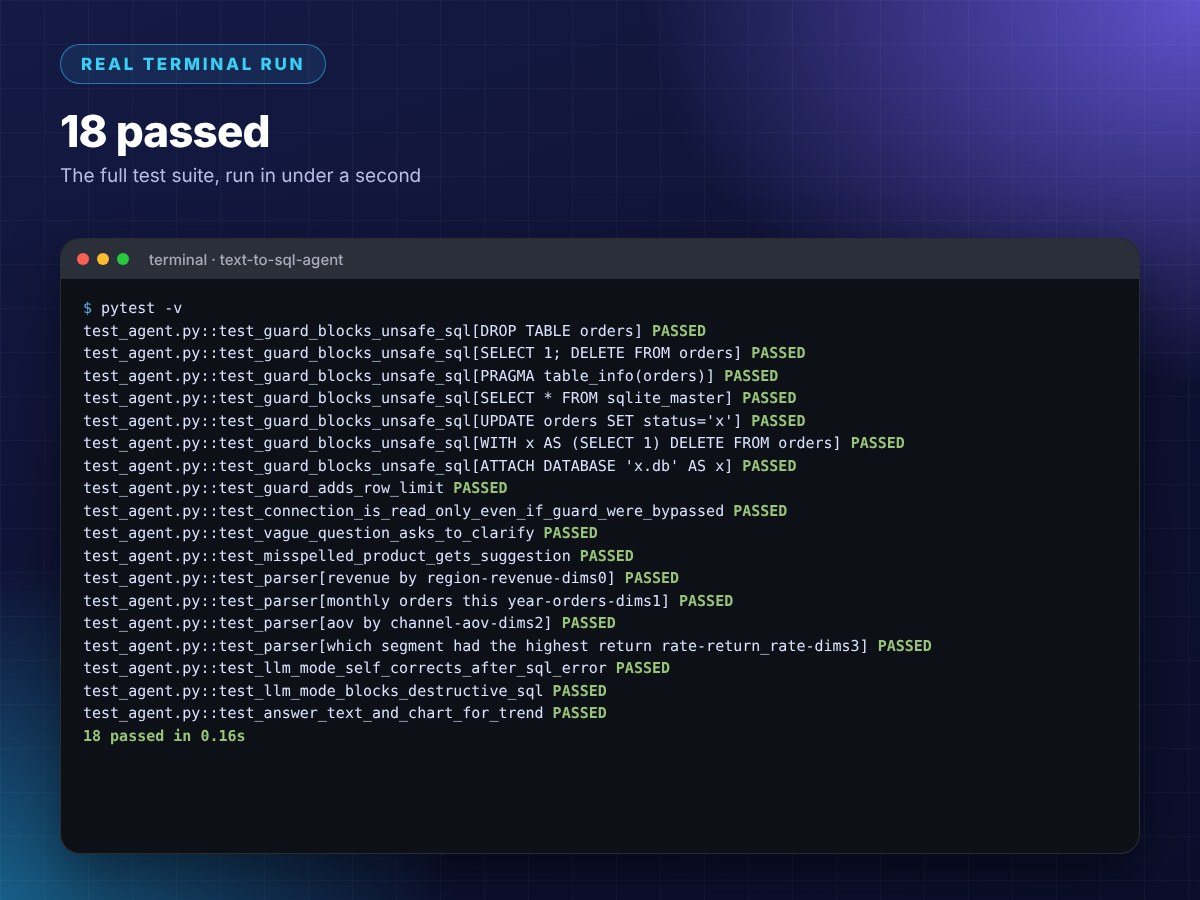 REAL TERMINAL RUN
18 passed
The full test suite, run in under a second
terminal · text-to-sql-agent
$ pytest -v
test_agent.py::test_guard_blocks_unsafe_sql[DROP TABLE orders] PASSED
test_agent.py::test_guard_blocks_unsafe_sql[SELECT 1; DELETE FROM orders] PASSED
test_agent.py::test_guard_blocks_unsafe_sql[PRAGMA table_info(orders)] PASSED
test_agent.py::test_guard_blocks_unsafe_sql[SELECT * FROM sqlite_master] PASSED
test_agent.py::test_guard_blocks_unsafe_sql[UPDATE orders SET status='x'] PASSED
test_agent.py::test_guard_blocks_unsafe_sql[WITH x AS (SELECT 1) DELETE FROM orders] PASSED
test_agent.py::test_guard_blocks_unsafe_sql[ATTACH DATABASE 'x.db' AS x] PASSED
test_agent.py::test_guard_adds_row_limit PASSED
test_agent.py::test_connection_is_read_only_even_if_guard_were_bypassed PASSED
test_agent.py::test_vague_question_asks_to_clarify PASSED
test_agent.py::test_misspelled_product_gets_suggestion PASSED
test_agent.py::test_parser[revenue by region-revenue-dims0] PASSED
test_agent.py::test_parser[monthly orders this year-orders-dims1] PASSED
test_agent.py::test_parser[aov by channel-aov-dims2] PASSED
test_agent.py::test_parser[which segment had the highest return rate-return_rate-dims3] PASSED
test_agent.py::test_llm_mode_self_corrects_after_sql_error PASSED
test_agent.py::test_llm_mode_blocks_destructive_sql PASSED
test_agent.py::test_answer_text_and_chart_for_trend PASSED
18 passed in 0.16s